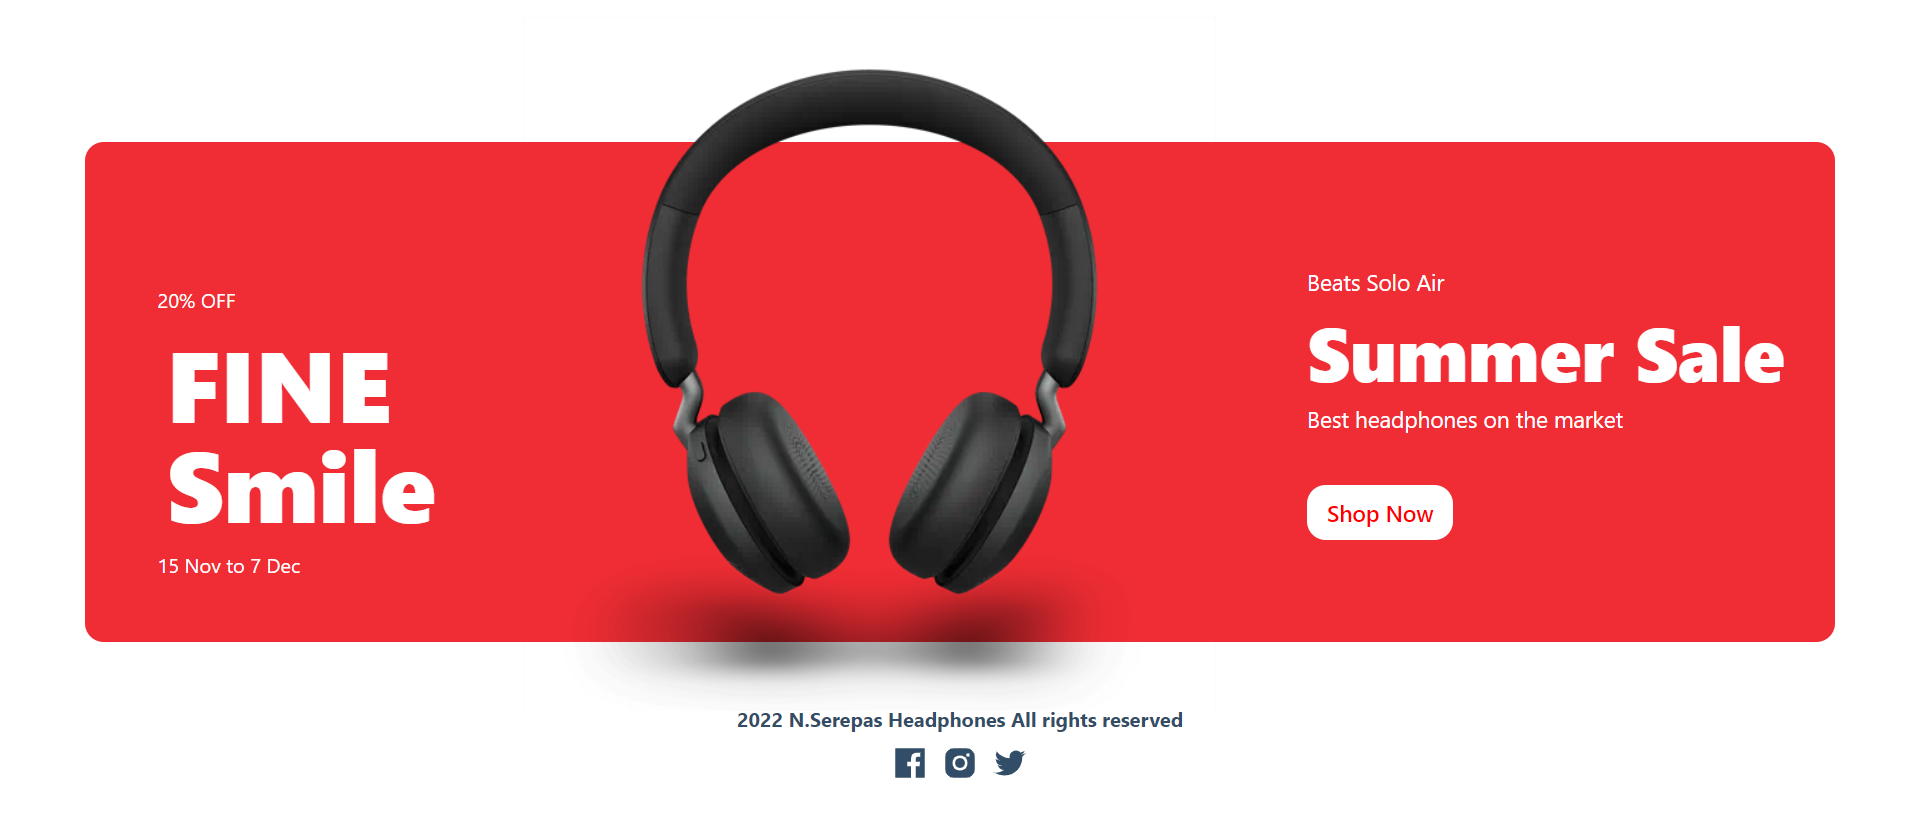 20% OFF
FINE
Smile
15 Nov to 7 Dec
Beats Solo Air
Summer Sale
Best headphones on the market
Shop Now
2022 N.Serepas Headphones All rights reserved